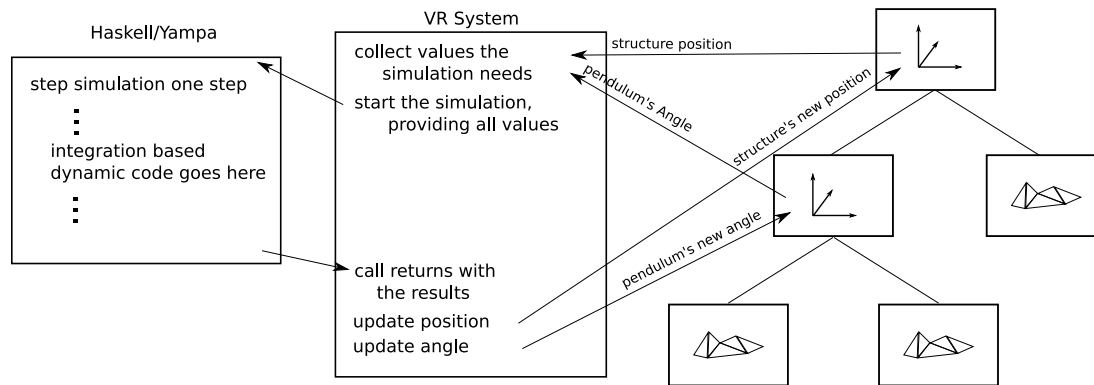 Haskell/Yampa
step simulation one step
integration based
dynamic code goes here
VR System
collect values the
simulation needs
start the simulation,
providing all values
call returns with
the results
update position
update angle
structure position
pendulum's Angle
structure's new position
pendulum's new angle